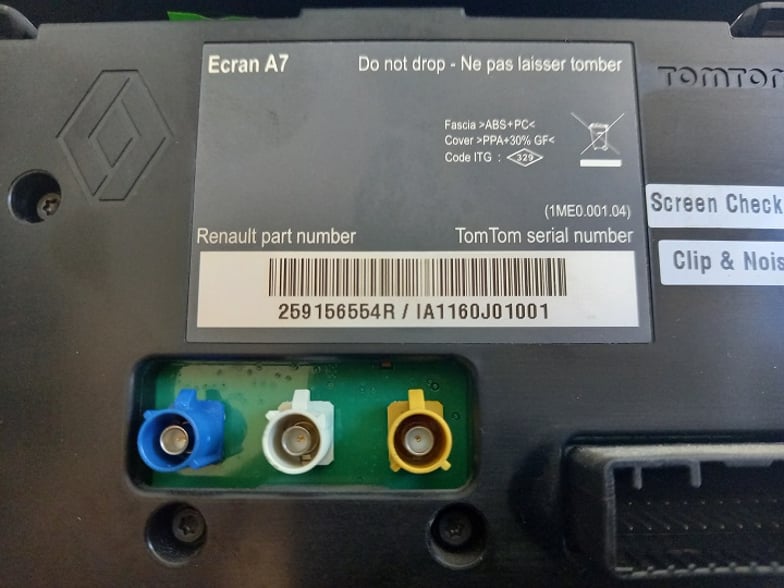 Ecran A7
Do not drop - Ne pas laisser tomber
TOMTOM
Fascia >ABS+PC<
Cover >PPA+30% GF<
Code ITG : 329
(1ME0.001.04)
Screen Check
Renault part number
TomTom serial number
Clip & Nois
259156554R / IA1160J01001